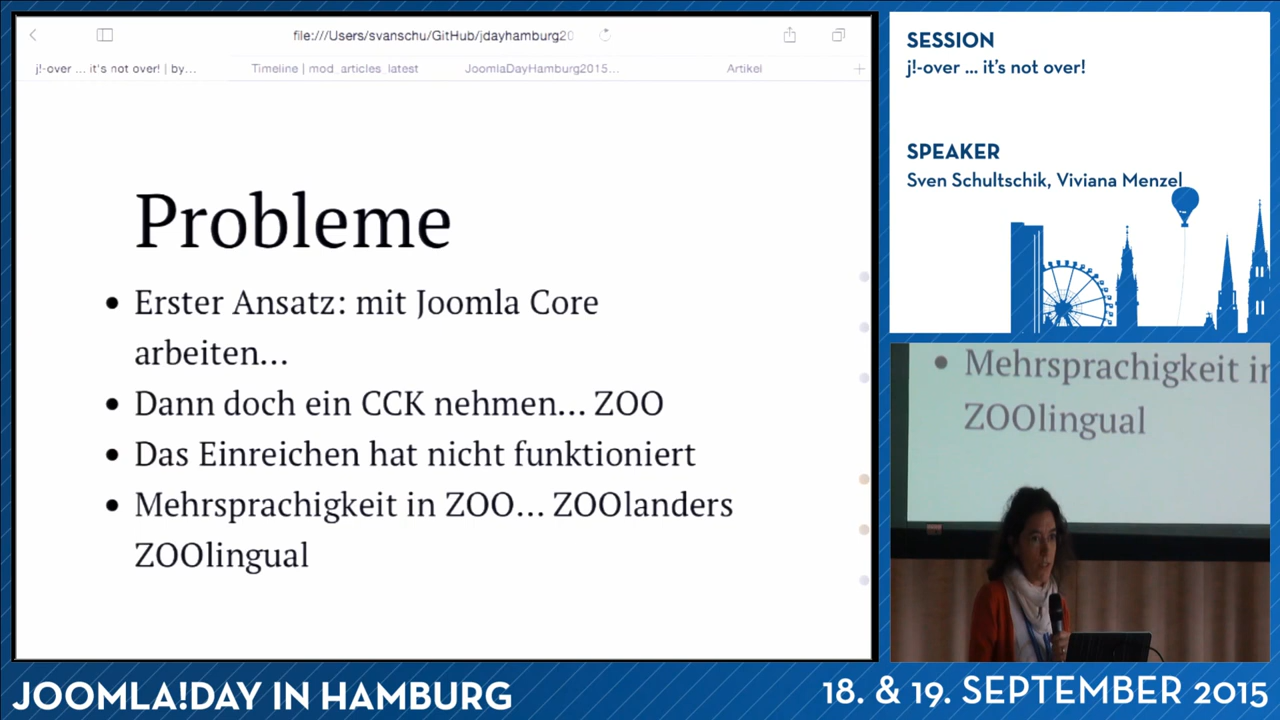 file:///Users/svanschu/GitHub/jdayhamburg20
j!-over ... it's not over! | by...
Timeline | mod_articles_latest
JoomlaDayHamburg2015...
Artikel
Probleme
• Erster Ansatz: mit Joomla Core
arbeiten...
• Dann doch ein CCK nehmen... ZOO
• Das Einreichen hat nicht funktioniert
• Mehrsprachigkeit in ZOO... ZOOlanders
ZOOlingual
SESSION
j!-over ... it's not over!
SPEAKER
Sven Schultschik, Viviana Menzel
• Mehrsprachigkeit in
ZOOlingual
JOOMLA!DAY IN HAMBURG
18. & 19. SEPTEMBER 2015